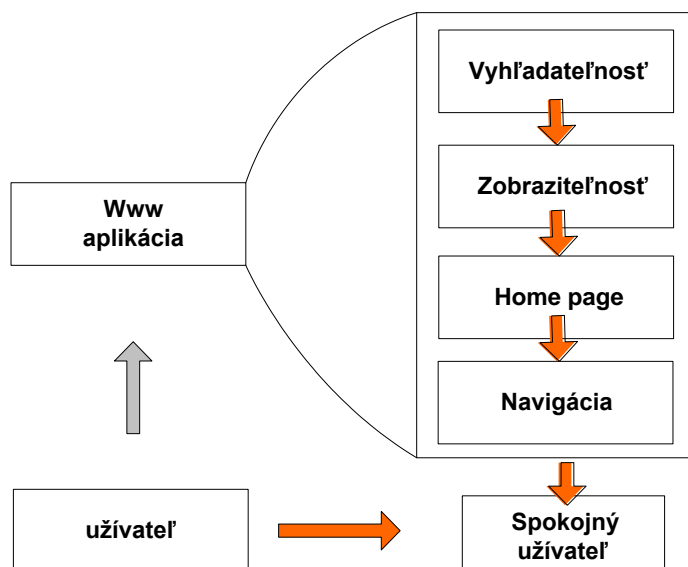 Vyhľadateľnosť
Zobraziteľnosť
Www
aplikácia
Home page
Navigácia
užívateľ
Spokojný
užívateľ